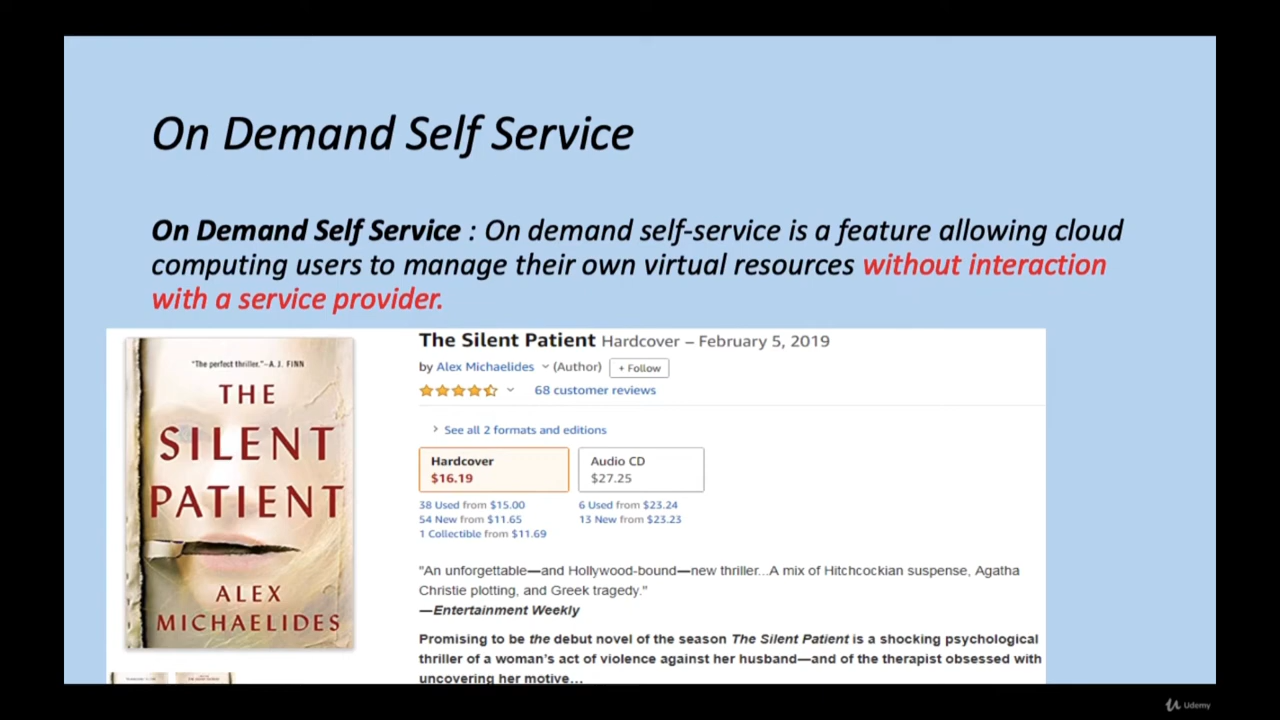 On Demand Self Service
On Demand Self Service : On demand self-service is a feature allowing cloud
computing users to manage their own virtual resources without interaction
with a service provider.
"The perfect thriller."–A.J. FINN
THE
SILENT
PATIENT
ALEX
MICHAELIDES
The Silent Patient Hardcover – February 5, 2019
by Alex Michaelides (Author) + Follow
68 customer reviews
See all 2 formats and editions
Hardcover
$16.19
Audio CD
$27.25
38 Used from $15.00
54 New from $11.65
1 Collectible from $11.69
6 Used from $23.24
13 New from $23.23
"An unforgettable—and Hollywood-bound—new thriller...A mix of Hitchcockian suspense, Agatha
Christie plotting, and Greek tragedy."
—Entertainment Weekly
Promising to be the debut novel of the season The Silent Patient is a shocking psychological
thriller of a woman's act of violence against her husband—and of the therapist obsessed with
uncovering her motive...
Udemy